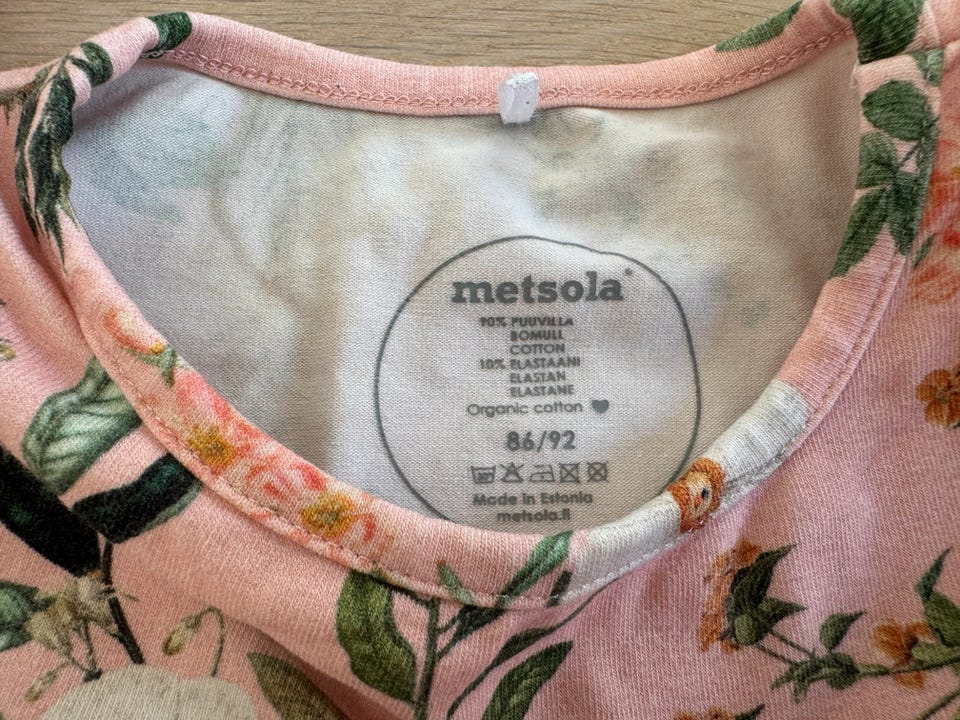 metsola
90% PUUVILLA
BOMULL
COTTON
10% ELASTAANI
ELASTAN
ELASTANE
Organic cotton
86/92
Made in Estonia
metsola.fi